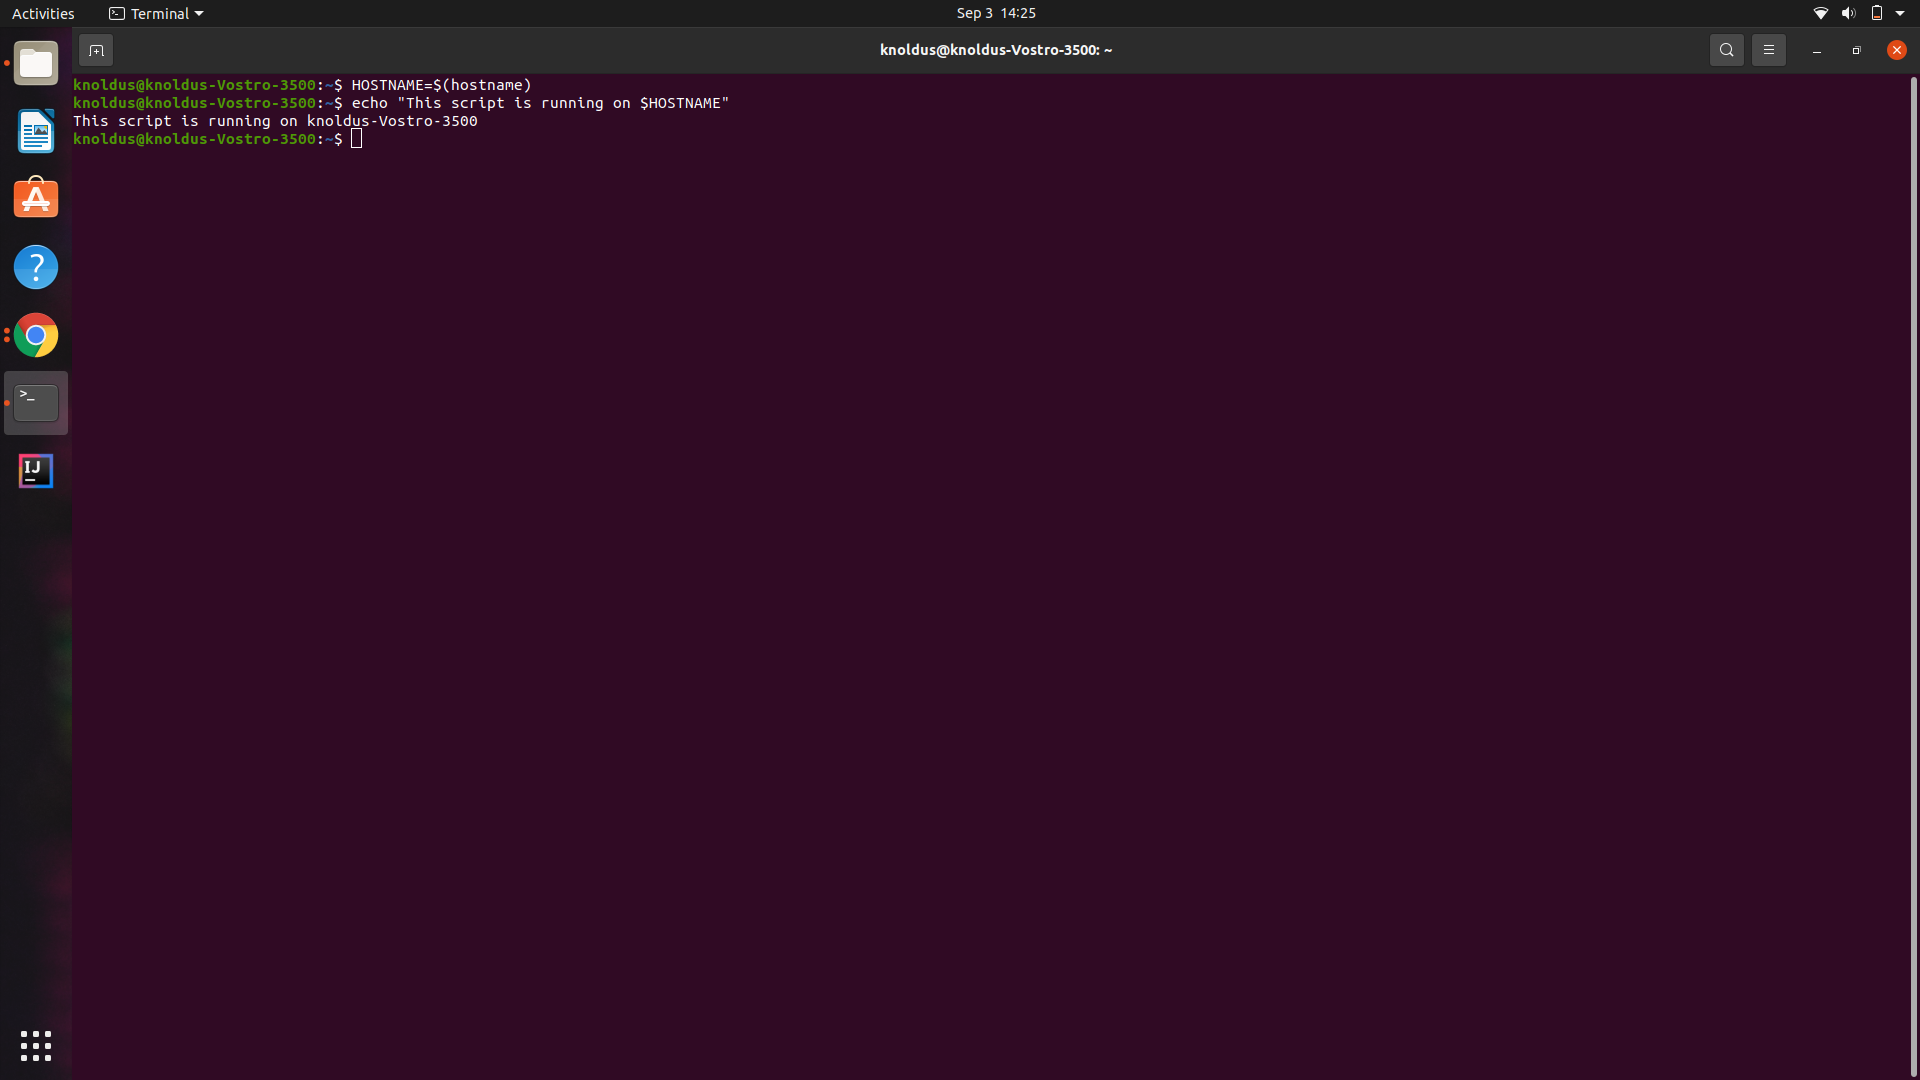 Activities
Terminal
Sep 3 14:25
knoldus@knoldus-Vostro-3500: ~
knoldus@knoldus-Vostro-3500:~$ HOSTNAME=$(hostname)
knoldus@knoldus-Vostro-3500:~$ echo "This script is running on $HOSTNAME"
This script is running on knoldus-Vostro-3500
knoldus@knoldus-Vostro-3500:~$
>_
IJ